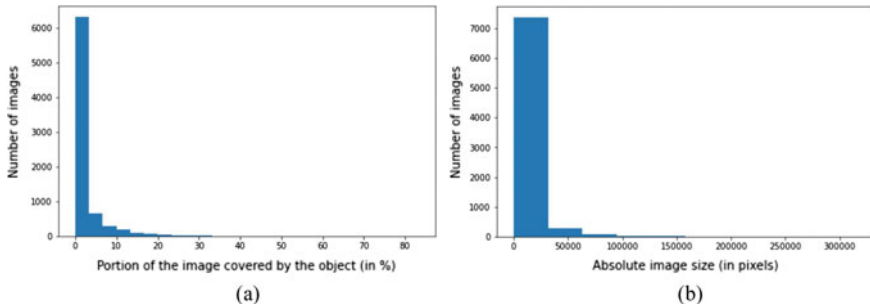 6000
5000
4000
3000
2000
1000
0
Number of images
0 10 20 30 40 50 60 70 80
Portion of the image covered by the object (in %)
(a)
7000
6000
5000
4000
3000
2000
1000
0
Number of images
0 50000 100000 150000 200000 250000 300000
Absolute image size (in pixels)
(b)